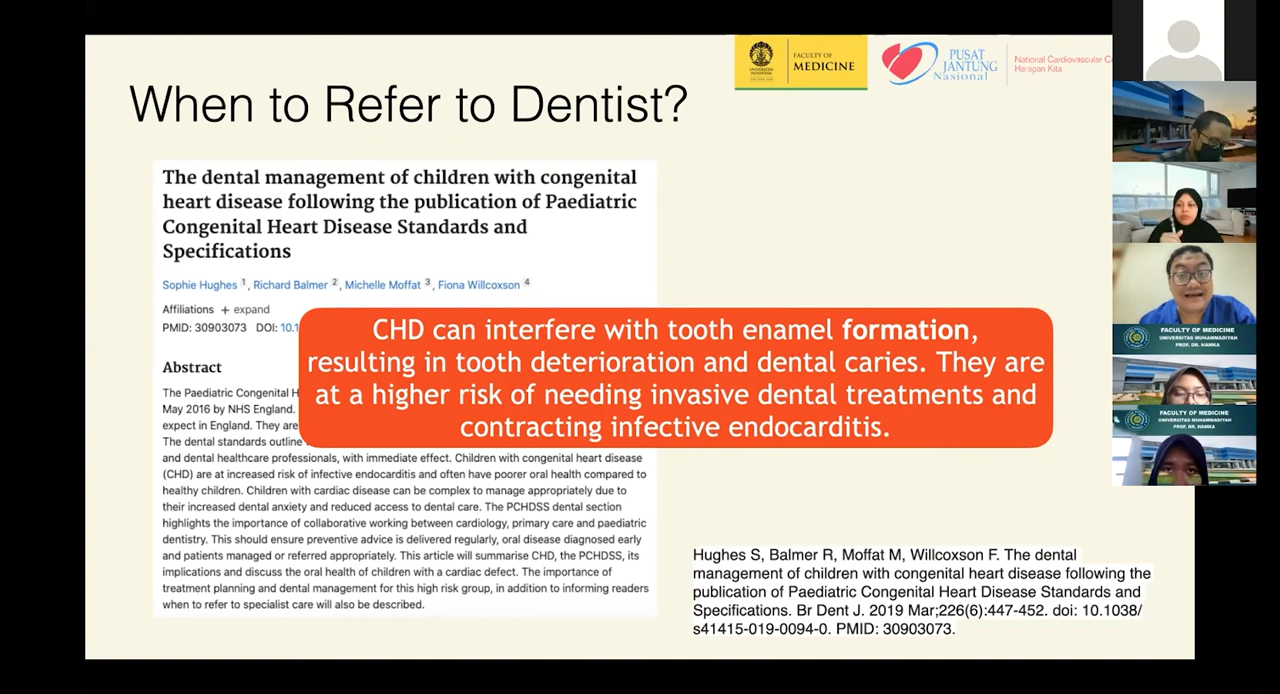 UNIVERSITAS
INDONESIA
FACULTY OF
MEDICINE
PUSAT
JANTUNG
Nasional
National Cardiovascular Ce
Harapan Kita
When to Refer to Dentist?
The dental management of children with congenital
heart disease following the publication of Paediatric
Congenital Heart Disease Standards and
Specifications
Sophie Hughes 1, Richard Balmer 2, Michelle Moffat 3, Fiona Willcoxson 4
Affiliations + expand
PMID: 30903073 DOI: 10.1
Abstract
The Paediatric Congenital H
May 2016 by NHS England.
expect in England. They are
The dental standards outline
and dental healthcare professionals, with immediate effect. Children with congenital heart disease
(CHD) are at increased risk of infective endocarditis and often have poorer oral health compared to
healthy children. Children with cardiac disease can be complex to manage appropriately due to
their increased dental anxiety and reduced access to dental care. The PCHDSS dental section
highlights the importance of collaborative working between cardiology, primary care and paediatric
dentistry. This should ensure preventive advice is delivered regularly, oral disease diagnosed early
and patients managed or referred appropriately. This article will summarise CHD, the PCHDSS, its
implications and discuss the oral health of children with a cardiac defect. The importance of
treatment planning and dental management for this high risk group, in addition to informing readers
when to refer to specialist care will also be described.
CHD can interfere with tooth enamel formation,
resulting in tooth deterioration and dental caries. They are
at a higher risk of needing invasive dental treatments and
contracting infective endocarditis.
Hughes S, Balmer R, Moffat M, Willcoxson F. The dental
management of children with congenital heart disease following the
publication of Paediatric Congenital Heart Disease Standards and
Specifications. Br Dent J. 2019 Mar;226(6):447-452. doi: 10.1038/
s41415-019-0094-0. PMID: 30903073.
FACULTY OF MEDICINE
UNIVERSITAS MUHAMMADIYAH
PROF. DR. HAMKA
FACULTY OF MEDICINE
UNIVERSITAS MUHAMMADIYAH
PROF. DR. HAMKA